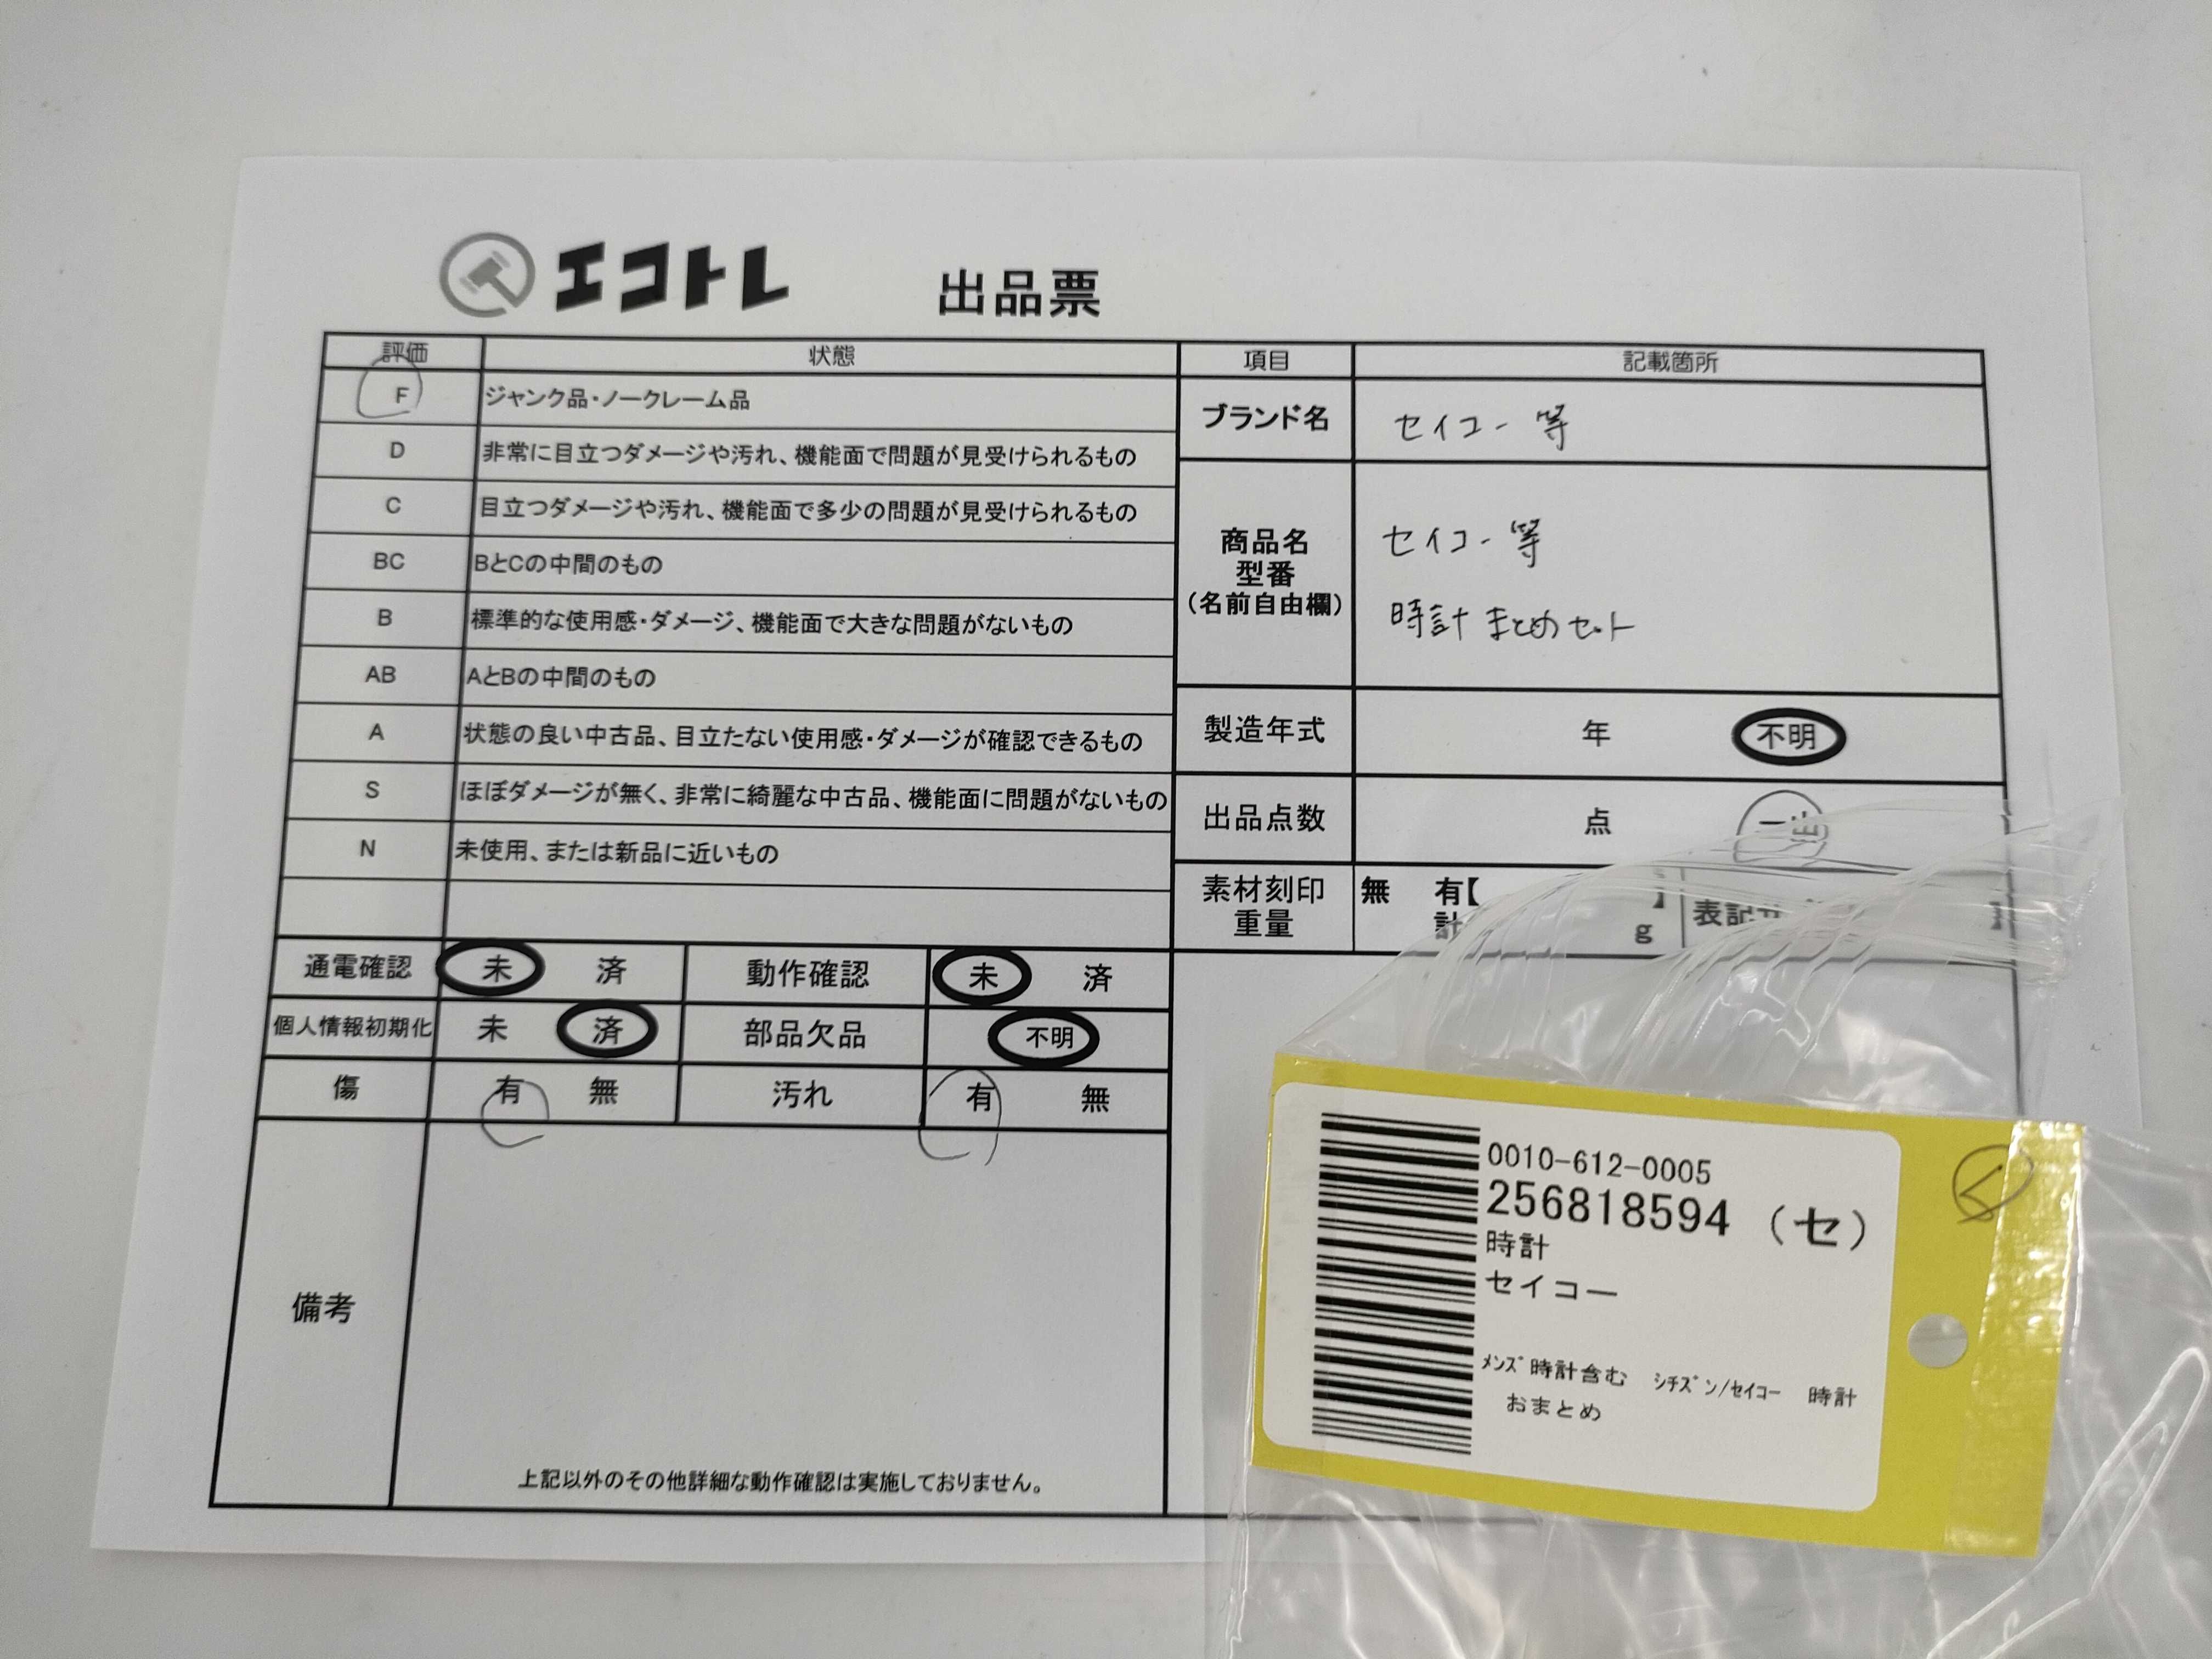 エコトレ 出品票
評価 状態
F ジャンク品・ノークレーム品
D 非常に目立つダメージや汚れ、機能面で問題が見受けられるもの
C 目立つダメージや汚れ、機能面で多少の問題が見受けられるもの
BC BとCの中間のもの
B 標準的な使用感・ダメージ、機能面で大きな問題がないもの
AB AとBの中間のもの
A 状態の良い中古品、目立たない使用感・ダメージが確認できるもの
S ほぼダメージが無く、非常に綺麗な中古品、機能面に問題がないもの
N 未使用、または新品に近いもの
通電確認 未 済 動作確認 未 済
個人情報初期化 未 済 部品欠品 不明
傷 有 無 汚れ 有 無
備考
上記以外のその他詳細な動作確認は実施しておりません。
項目 記載箇所
ブランド名 セイコー等
商品名
型番
(名前自由欄)
セイコー等
時計まとめセット
製造年式 年 不明
出品点数 点
素材刻印
重量
無 有【 】
計 g
表記
0010-612-0005
256818594 (セ)
時計
セイコー
ﾒﾝｽﾞ時計含む ｼﾁｽﾞﾝ/ｾｲｺｰ 時計
おまとめ